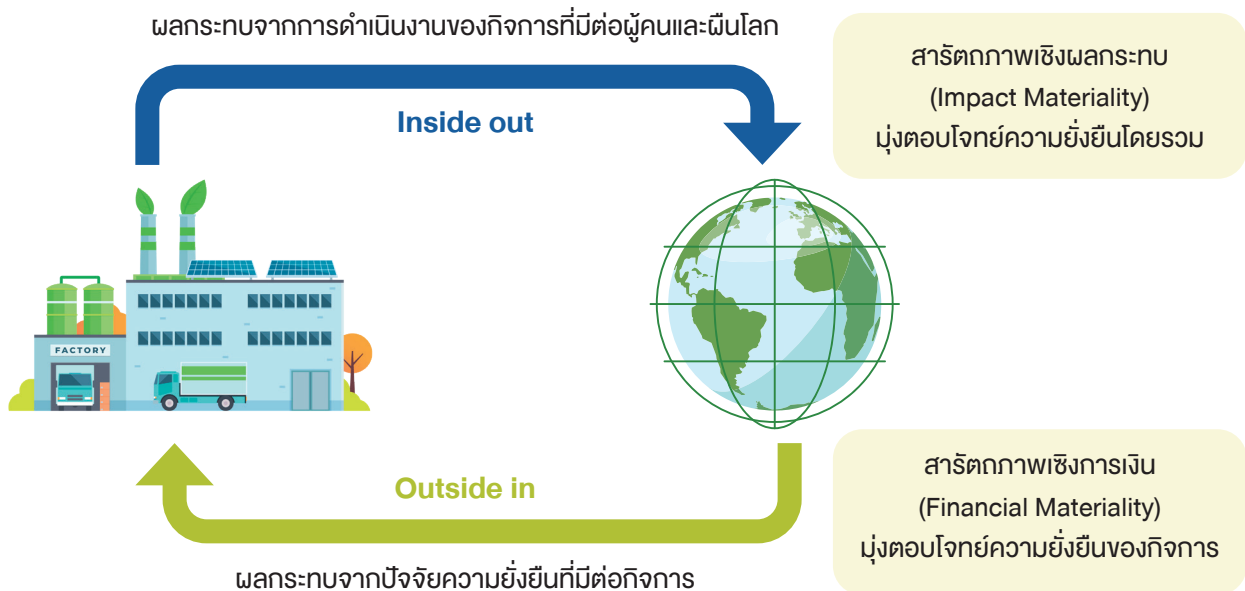 ผลกระทบจากการดำเนินงานของกิจการที่มีต่อผู้คนและผืนโลก
สารัตถภาพเชิงผลกระทบ
(Impact Materiality)
มุ่งตอบโจทย์ความยั่งยืนโดยรวม
Inside out
FACTORY
Outside in
สารัตถภาพเชิงการเงิน
(Financial Materiality)
มุ่งตอบโจทย์ความยั่งยืนของกิจการ
ผลกระทบจากปัจจัยความยั่งยืนที่มีต่อกิจการ